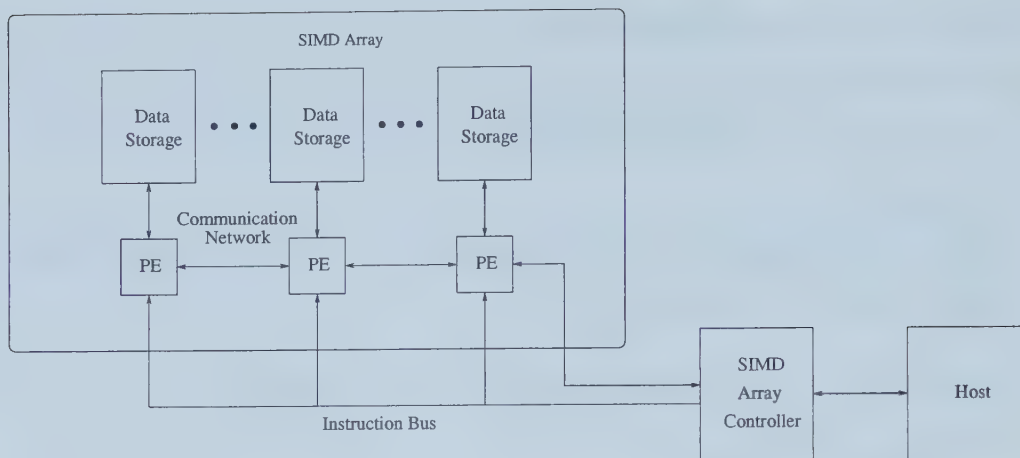 SIMD Array
Data
Storage
Data
Storage
Data
Storage
Communication
Network
PE
PE
PE
Instruction Bus
SIMD
Array
Controller
Host